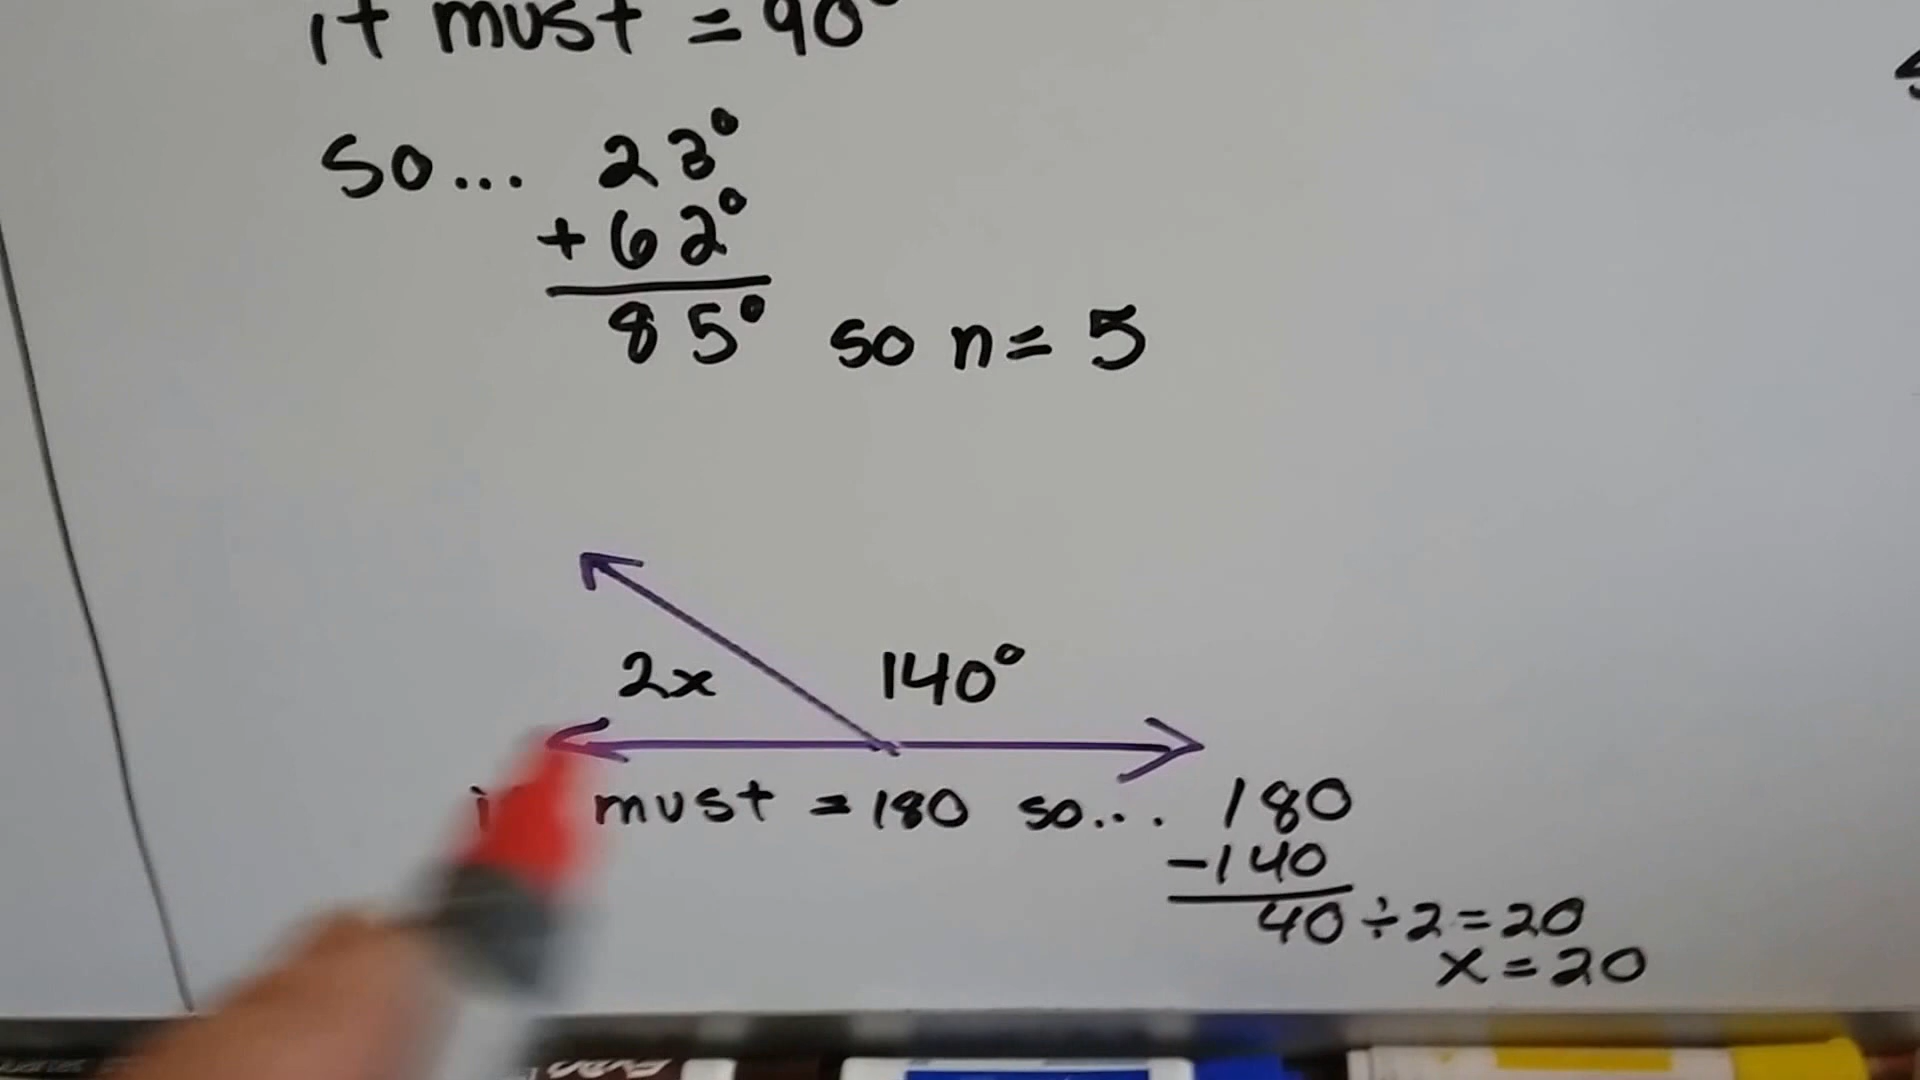 it must = 90°
So... 23°
+ 62°
85° so n = 5
2x 140°
must = 180 so... 180
- 140
40 ÷ 2 = 20
x = 20